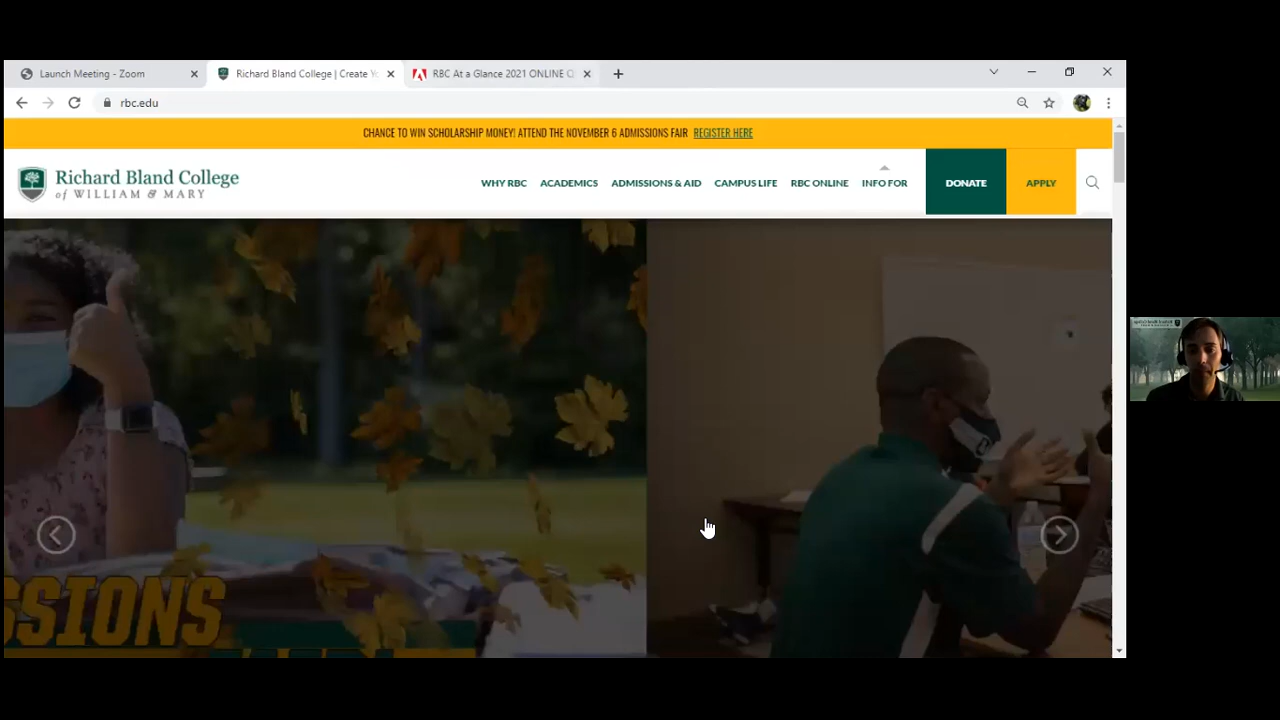 Launch Meeting - Zoom
Richard Bland College | Create Yo
RBC At a Glance 2021 ONLINE O
rbc.edu
CHANCE TO WIN SCHOLARSHIP MONEY! ATTEND THE NOVEMBER 6 ADMISSIONS FAIR REGISTER HERE
Richard Bland College
of WILLIAM & MARY
WHY RBC ACADEMICS ADMISSIONS & AID CAMPUS LIFE RBC ONLINE INFO FOR DONATE APPLY
SSIONS